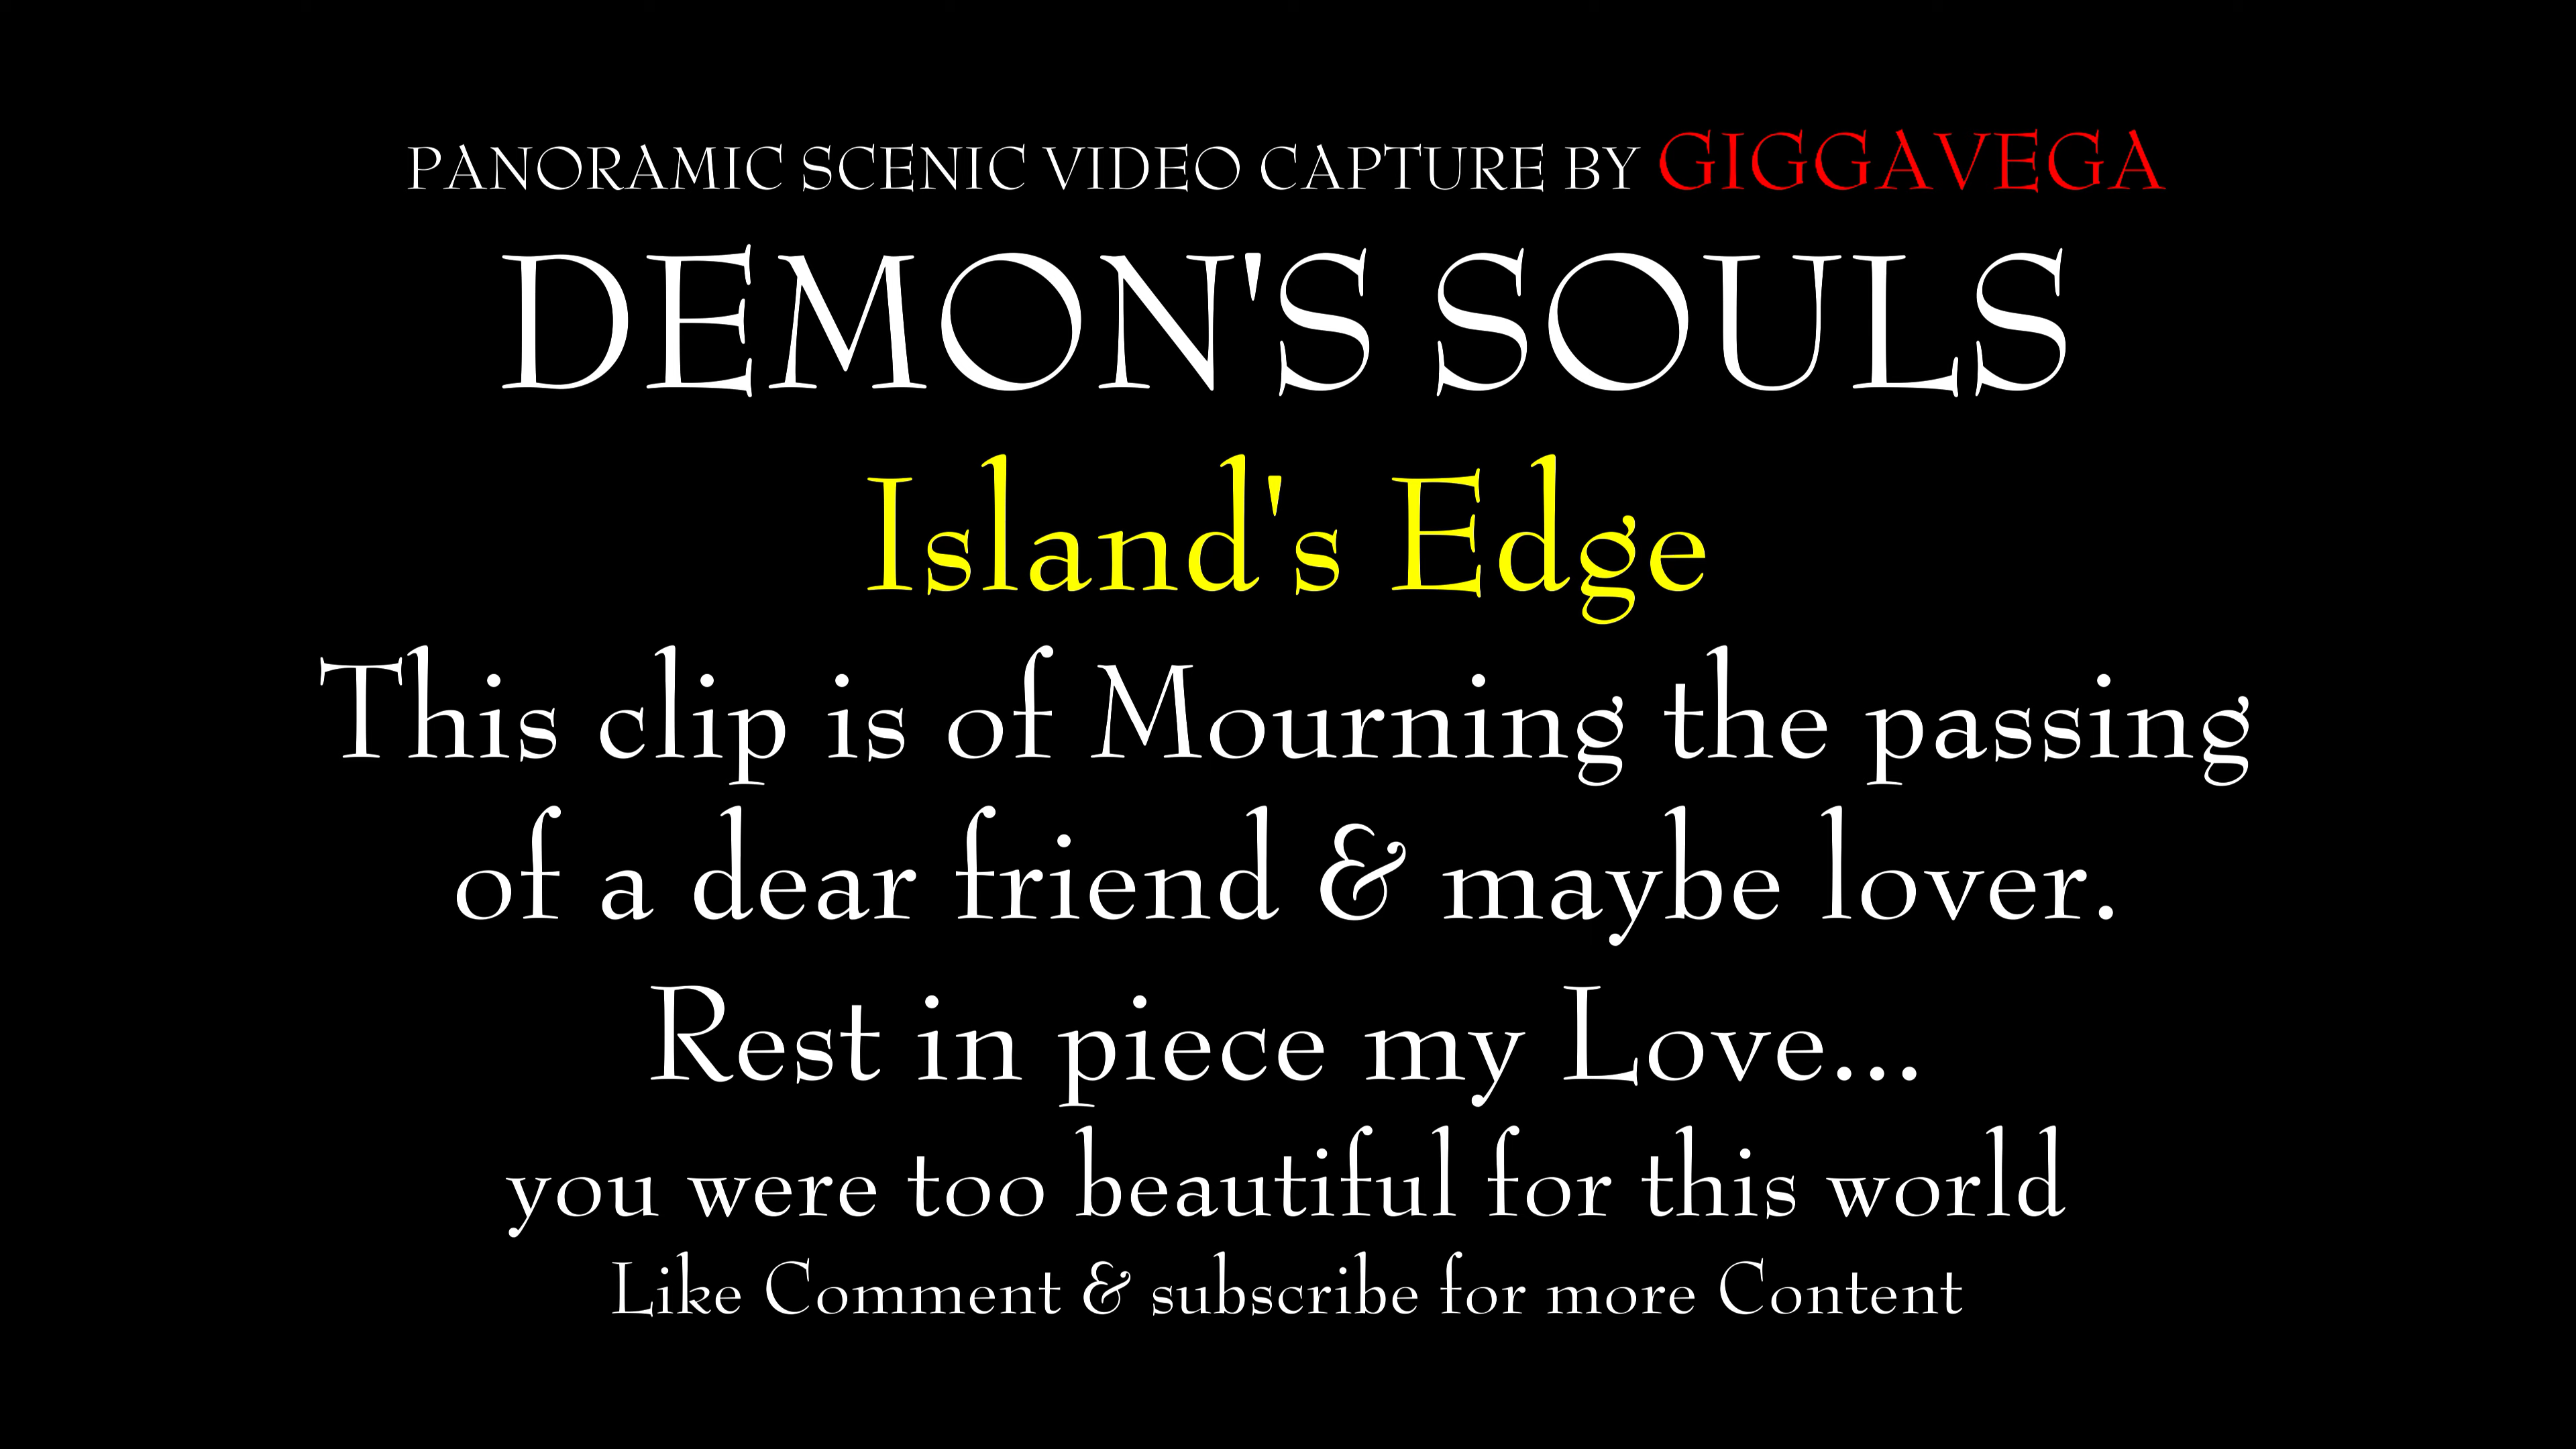 PANORAMIC SCENIC VIDEO CAPTURE BY GIGGAVEGA
DEMON'S SOULS
Island's Edge
This clip is of Mourning the passing
of a dear friend & maybe lover.
Rest in piece my Love...
you were too beautiful for this world
Like Comment & subscribe for more Content